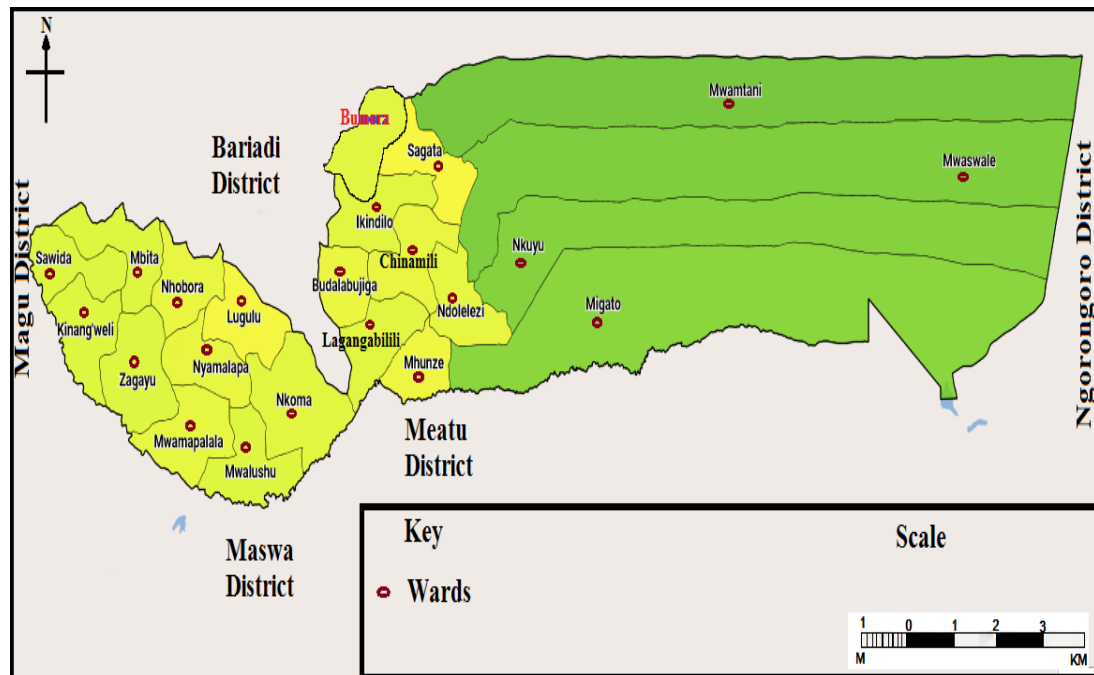 N
Mwamtani
Bumera
Bariadi
District
Sagata
Mwaswale
Ngorongoro District
Magu District
Ikindilo
Sawida
Mbita
Chinamili
Nkuyu
Budalabujiga
Nhobora
Lugulu
Ndolelezi
Migato
Kinang'weli
Lagangabilili
Nyamalapa
Zagayu
Mhunze
Nkoma
Mwamapalala
Meatu
District
Mwalushu
Maswa
District
Key
Scale
Wards
1 0 1 2 3
M KM